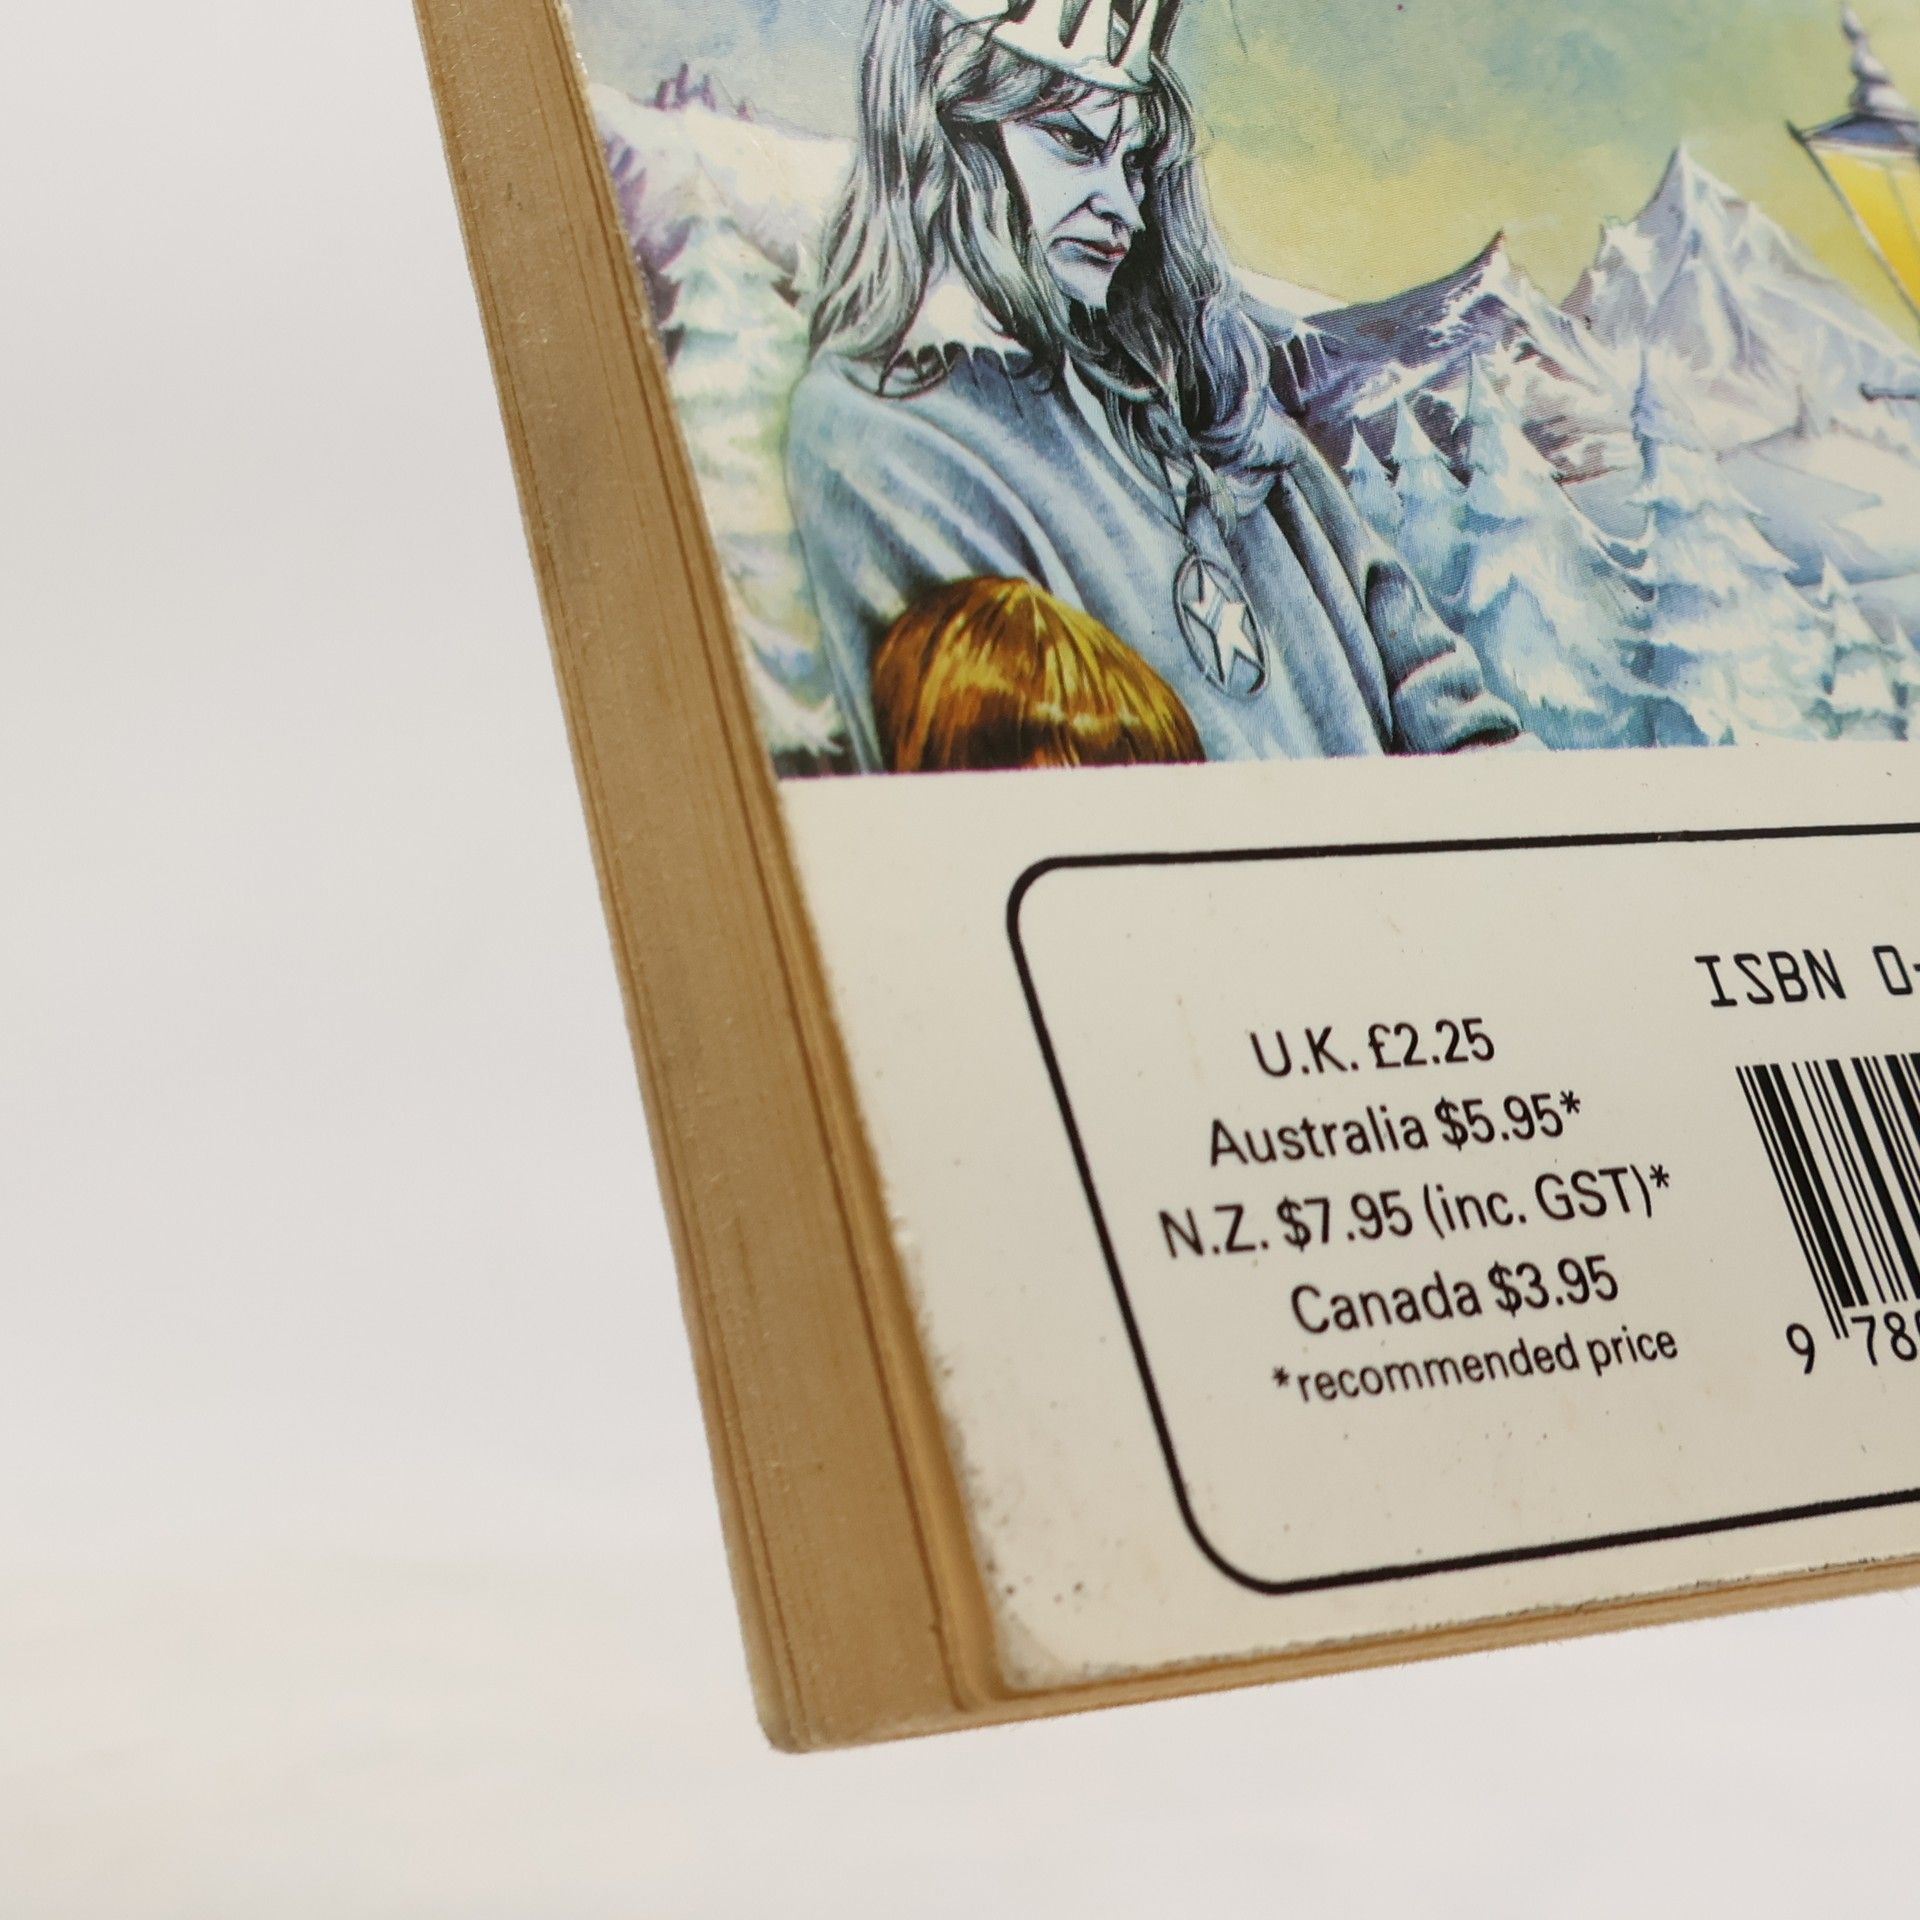 ISBN 0-
U.K. £2.25
Australia $5.95*
N.Z. $7.95 (inc. GST)*
Canada $3.95
*recommended price
9 78